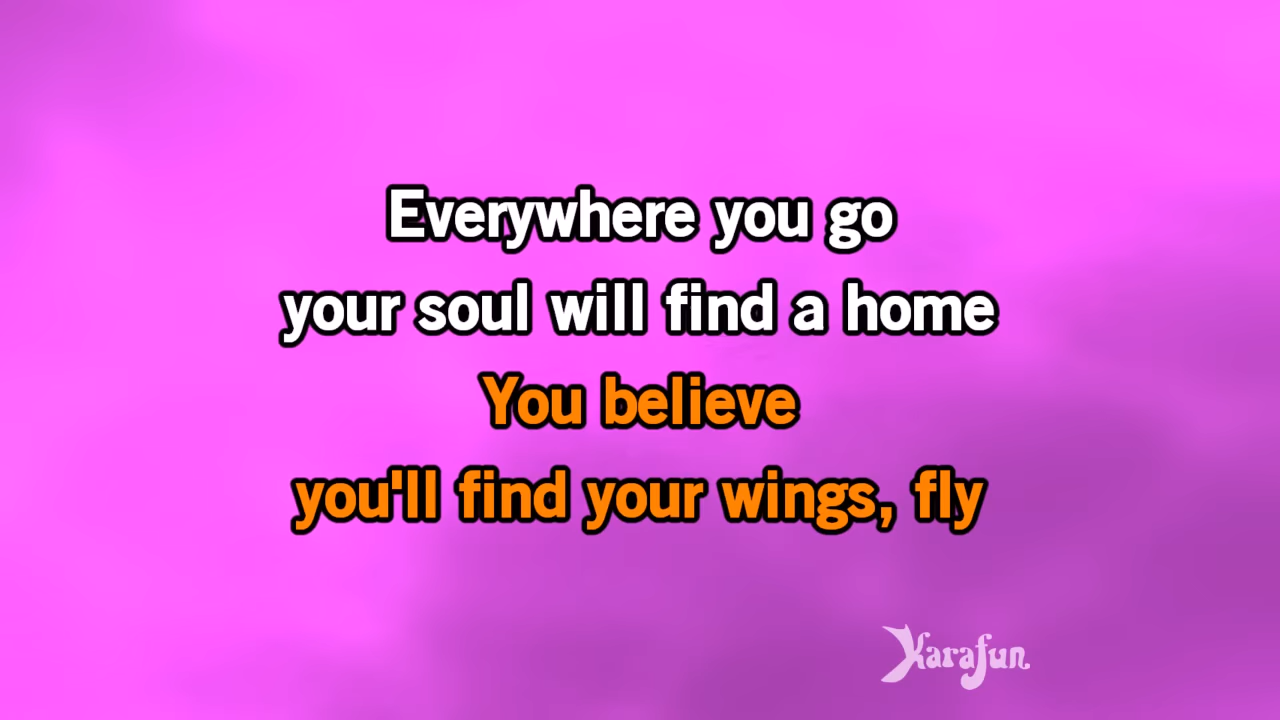 Everywhere you go
your soul will find a home
You believe
you'll find your wings, fly
Karafun